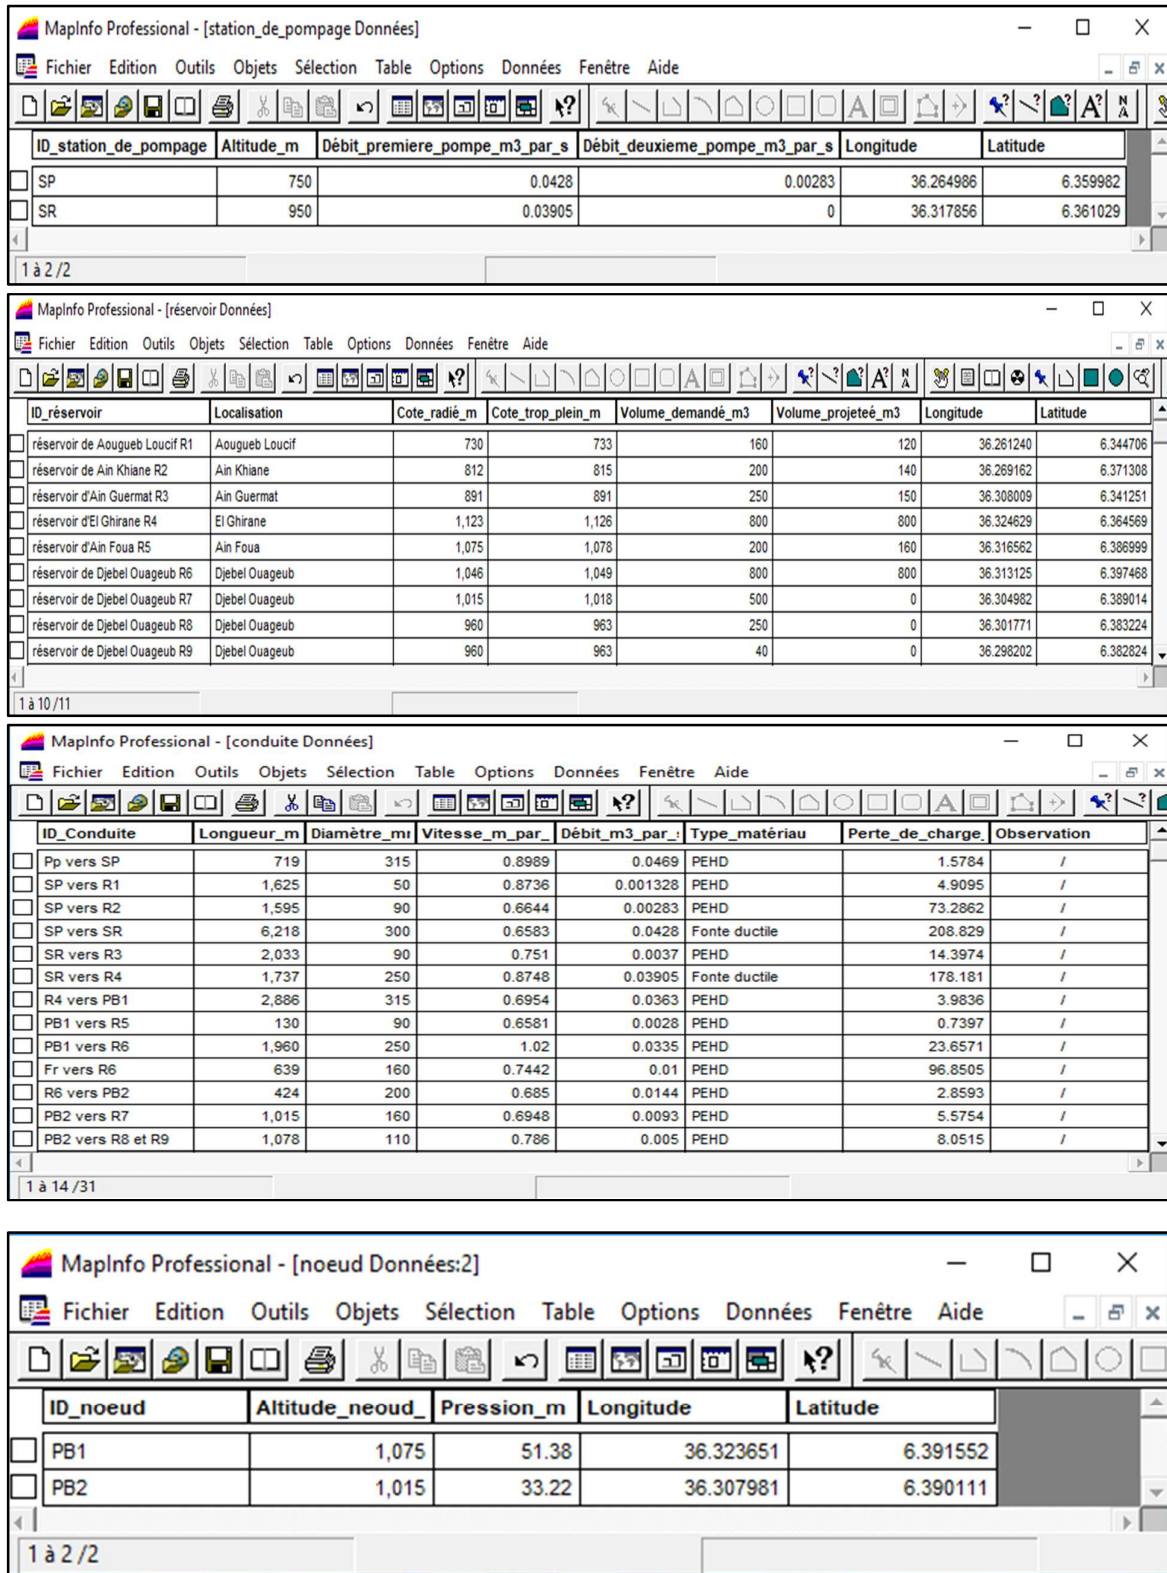 MapInfo Professional - [station_de_pompage Données]
Fichier Edition Outils Objets Sélection Table Options Données Fenêtre Aide
ID_station_de_pompage Altitude_m Débit_premiere_pompe_m3_par_s Débit_deuxieme_pompe_m3_par_s Longitude Latitude
SP 750 0.0428 0.00283 36.264986 6.359982
SR 950 0.03905 0 36.317856 6.361029
1 à 2 /2
MapInfo Professional - [réservoir Données]
Fichier Edition Outils Objets Sélection Table Options Données Fenêtre Aide
ID_réservoir Localisation Cote_radié_m Cote_trop_plein_m Volume_demandé_m3 Volume_projeteé_m3 Longitude Latitude
réservoir de Aougueb Loucif R1 Aougueb Loucif 730 733 160 120 36.261240 6.344706
réservoir de Ain Khiane R2 Ain Khiane 812 815 200 140 36.269162 6.371308
réservoir d'Ain Guermat R3 Ain Guermat 891 891 250 150 36.308009 6.341251
réservoir d'El Ghirane R4 El Ghirane 1,123 1,126 800 800 36.324629 6.364569
réservoir d'Ain Foua R5 Ain Foua 1,075 1,078 200 160 36.316562 6.386999
réservoir de Djebel Ouageub R6 Djebel Ouageub 1,046 1,049 800 800 36.313125 6.397468
réservoir de Djebel Ouageub R7 Djebel Ouageub 1,015 1,018 500 0 36.304982 6.389014
réservoir de Djebel Ouageub R8 Djebel Ouageub 960 963 250 0 36.301771 6.383224
réservoir de Djebel Ouageub R9 Djebel Ouageub 960 963 40 0 36.298202 6.382824
1 à 10 /11
MapInfo Professional - [conduite Données]
Fichier Edition Outils Objets Sélection Table Options Données Fenêtre Aide
ID_Conduite Longueur_m Diamètre_m Vitesse_m_par_ Débit_m3_par_ Type_matériau Perte_de_charge_ Observation
Pp vers SP 719 315 0.8989 0.0469 PEHD 1.5784 /
SP vers R1 1,625 50 0.8736 0.001328 PEHD 4.9095 /
SP vers R2 1,595 90 0.6644 0.00283 PEHD 73.2862 /
SP vers SR 6,218 300 0.6583 0.0428 Fonte ductile 208.829 /
SR vers R3 2,033 90 0.751 0.0037 PEHD 14.3974 /
SR vers R4 1,737 250 0.8748 0.03905 Fonte ductile 178.181 /
R4 vers PB1 2,886 315 0.6954 0.0363 PEHD 3.9836 /
PB1 vers R5 130 90 0.6581 0.0028 PEHD 0.7397 /
PB1 vers R6 1,960 250 1.02 0.0335 PEHD 23.6571 /
Fr vers R6 639 160 0.7442 0.01 PEHD 96.8505 /
R6 vers PB2 424 200 0.685 0.0144 PEHD 2.8593 /
PB2 vers R7 1,015 160 0.6948 0.0093 PEHD 5.5754 /
PB2 vers R8 et R9 1,078 110 0.786 0.005 PEHD 8.0515 /
1 à 14 /31
MapInfo Professional - [noeud Données:2]
Fichier Edition Outils Objets Sélection Table Options Données Fenêtre Aide
ID_noeud Altitude_neoud_ Pression_m Longitude Latitude
PB1 1,075 51.38 36.323651 6.391552
PB2 1,015 33.22 36.307981 6.390111
1 à 2 /2